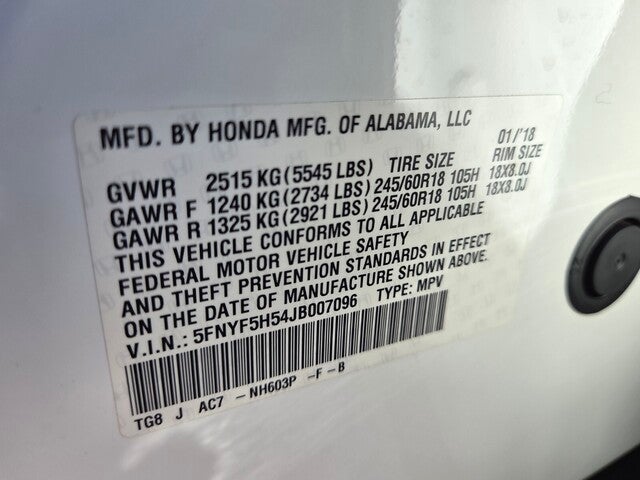 MFD. BY HONDA MFG. OF ALABAMA, LLC 01/'18
GVWR 2515 KG (5545 LBS) TIRE SIZE RIM SIZE
GAWR F 1240 KG (2734 LBS) 245/60R18 105H 18X8.0J
GAWR R 1325 KG (2921 LBS) 245/60R18 105H 18X8.0J
THIS VEHICLE CONFORMS TO ALL APPLICABLE
FEDERAL MOTOR VEHICLE SAFETY
AND THEFT PREVENTION STANDARDS IN EFFECT
ON THE DATE OF MANUFACTURE SHOWN ABOVE.
V.I.N.: 5FNYF5H54JB007096 TYPE: MPV
TG8 J AC7 -NH603P -F-B